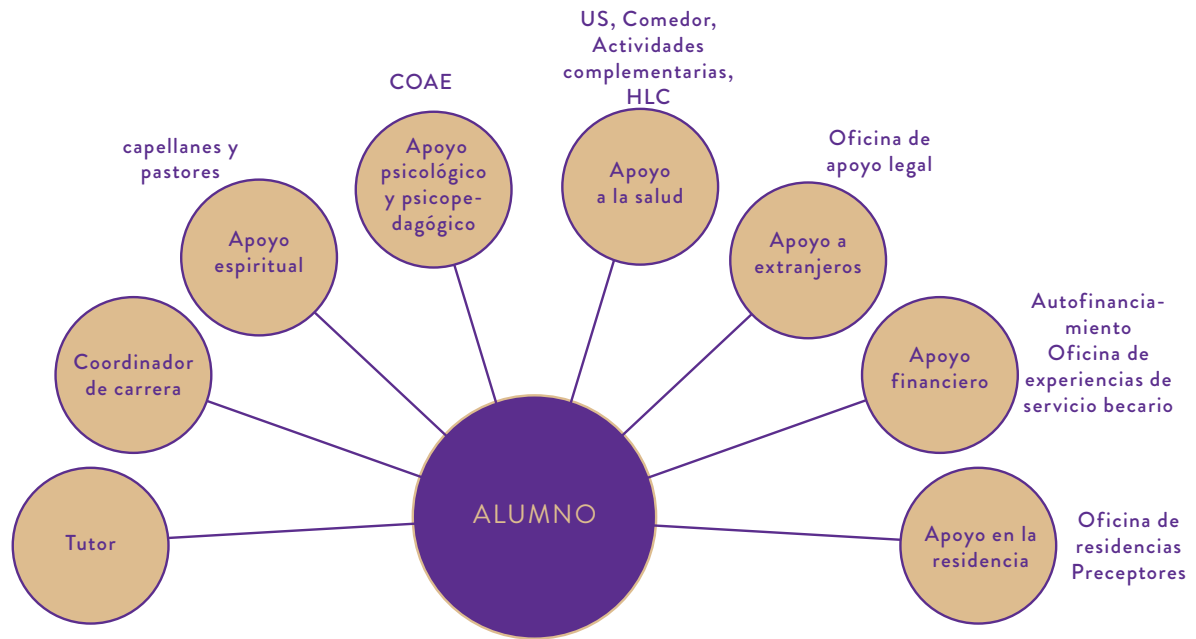 US, Comedor,
Actividades
complementarias,
HLC
COAE
capellanes y
pastores
Oficina de
apoyo legal
Apoyo
psicológico
y psicope-
dagógico
Apoyo
a la salud
Apoyo
espiritual
Apoyo a
extranjeros
Coordinador
de carrera
Apoyo
financiero
Autofinancia-
miento
Oficina de
experiencias de
servicio becario
ALUMNO
Tutor
Apoyo en la
residencia
Oficina de
residencias
Preceptores